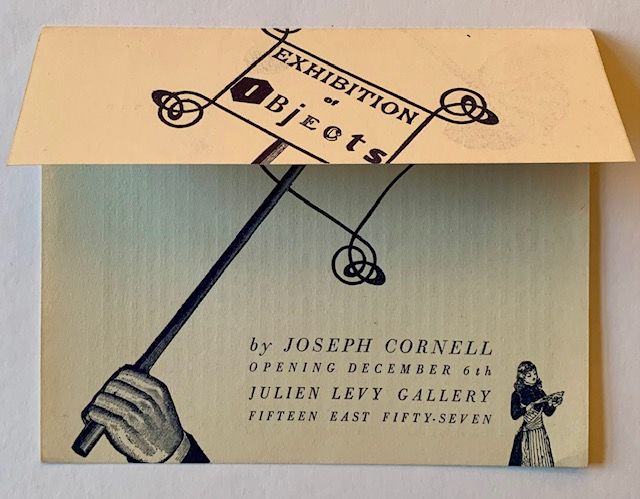 EXHIBITION
of
ObjEcts
by JOSEPH CORNELL
OPENING DECEMBER 6th
JULIEN LEVY GALLERY
FIFTEEN EAST FIFTY-SEVEN